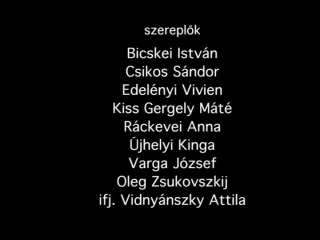 szereplők
Bicskei István
Csikos Sándor
Edelényi Vivien
Kiss Gergely Máté
Ráckevei Anna
Újhelyi Kinga
Varga József
Oleg Zsukovszkij
ifj. Vidnyánszky Attila